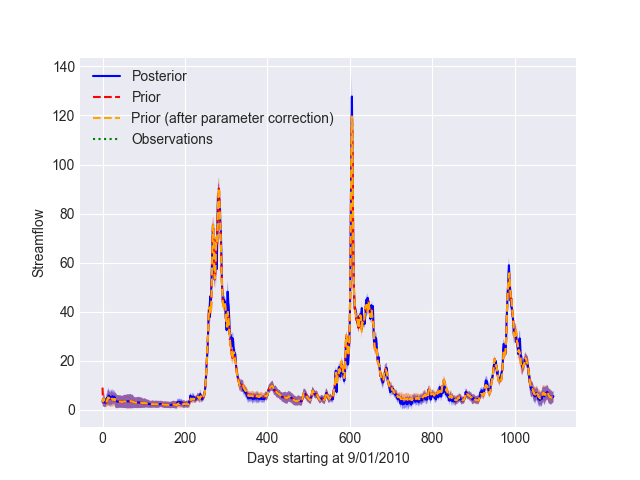 140
120
100
80
60
40
20
0
Streamflow
Posterior
Prior
Prior (after parameter correction)
Observations
0 200 400 600 800 1000
Days starting at 9/01/2010